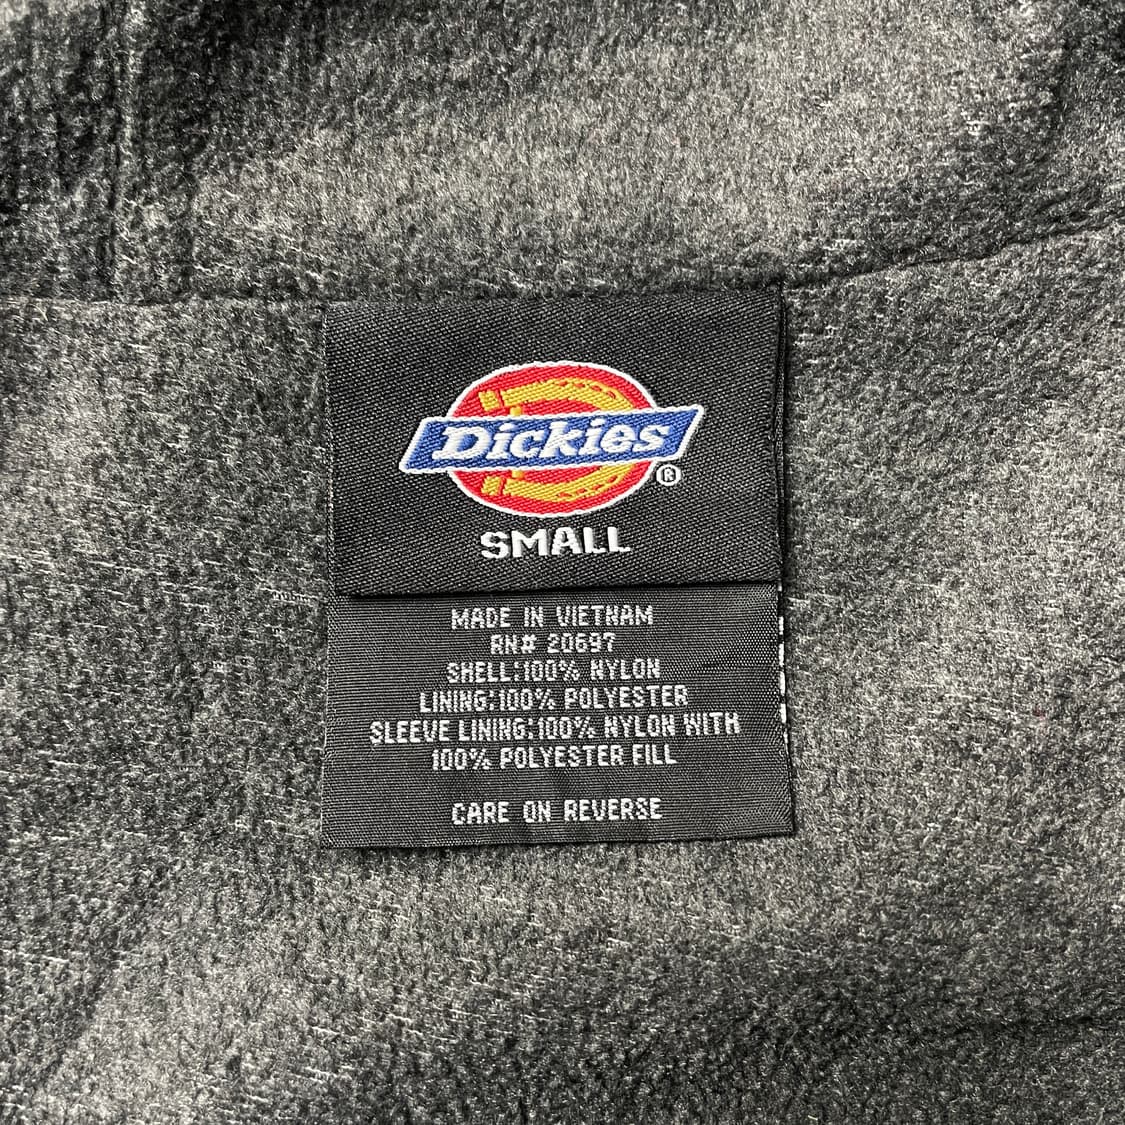 Dickies®
SMALL
MADE IN VIETNAM
RN# 20697
SHELL:100% NYLON
LINING:100% POLYESTER
SLEEVE LINING:100% NYLON WITH
100% POLYESTER FILL
CARE ON REVERSE